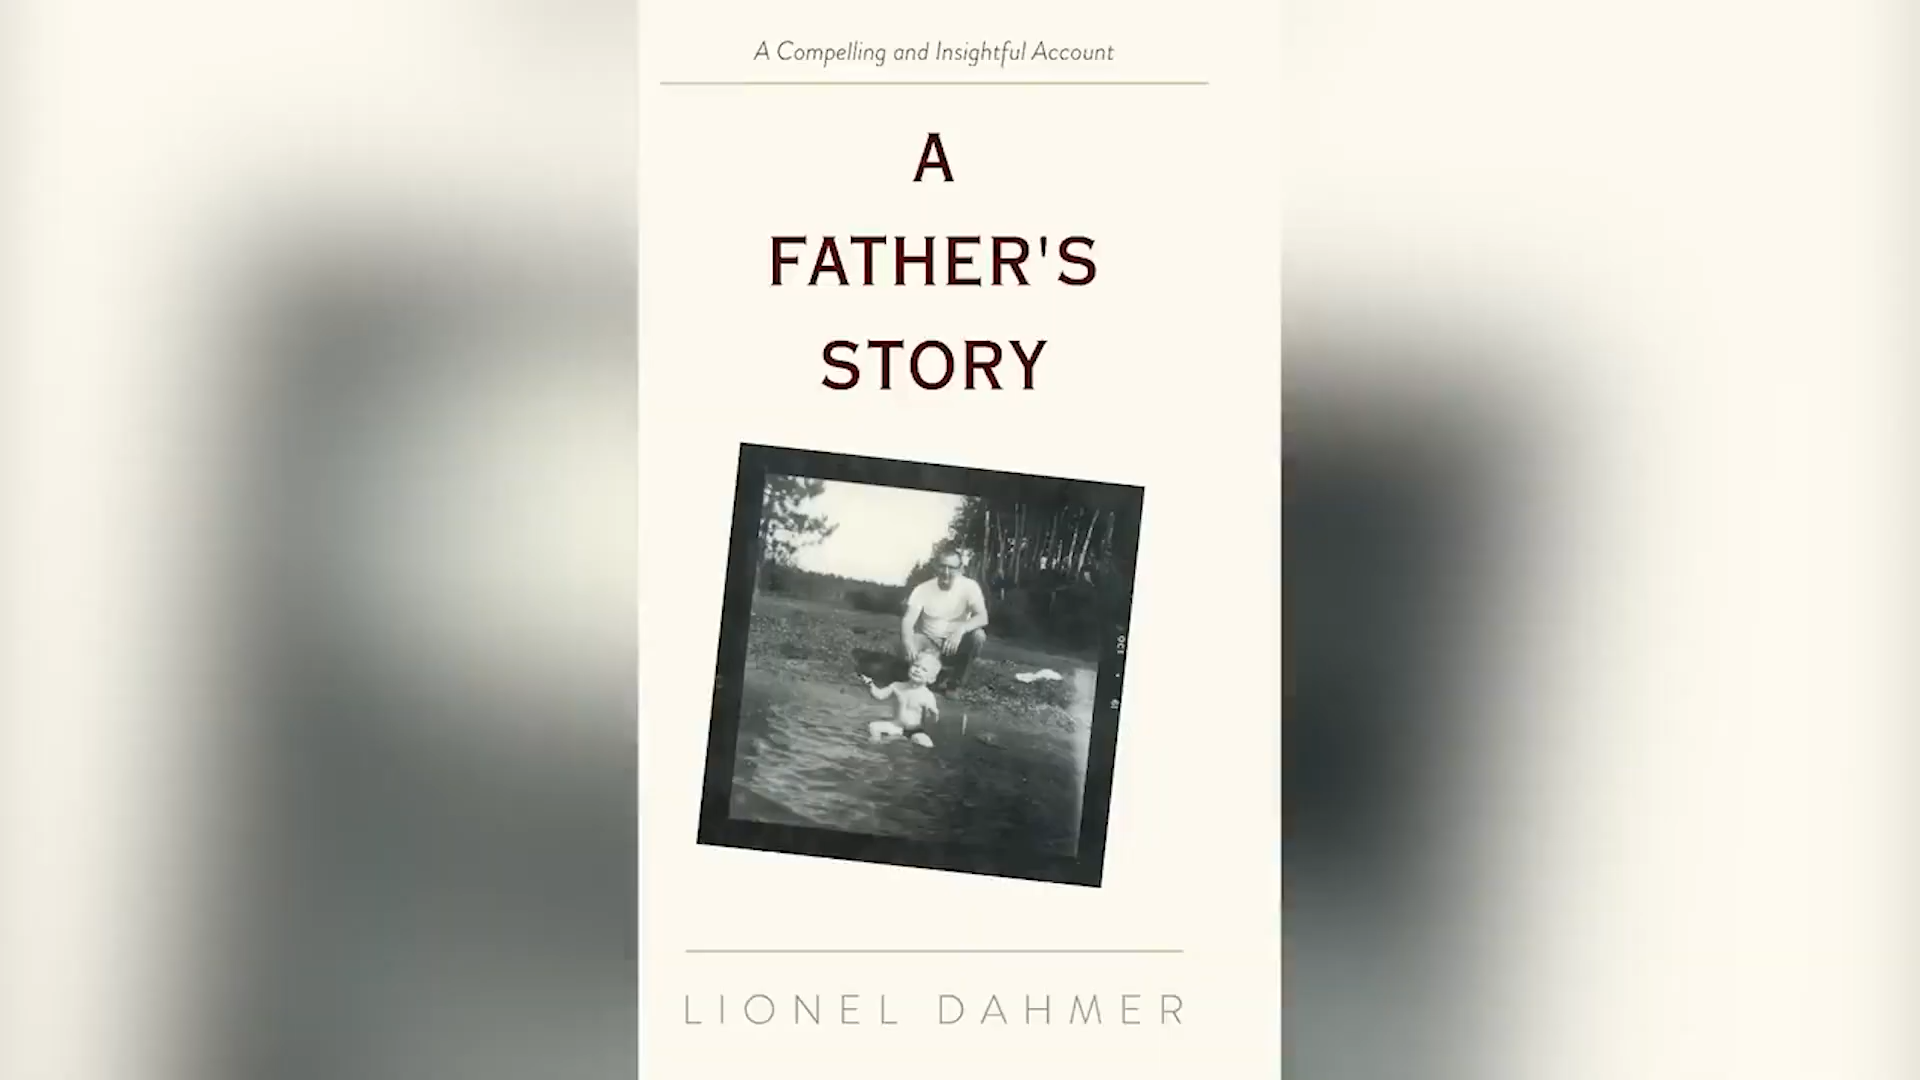 A Compelling and Insightful Account
A
FATHER'S
STORY
LIONEL DAHMER